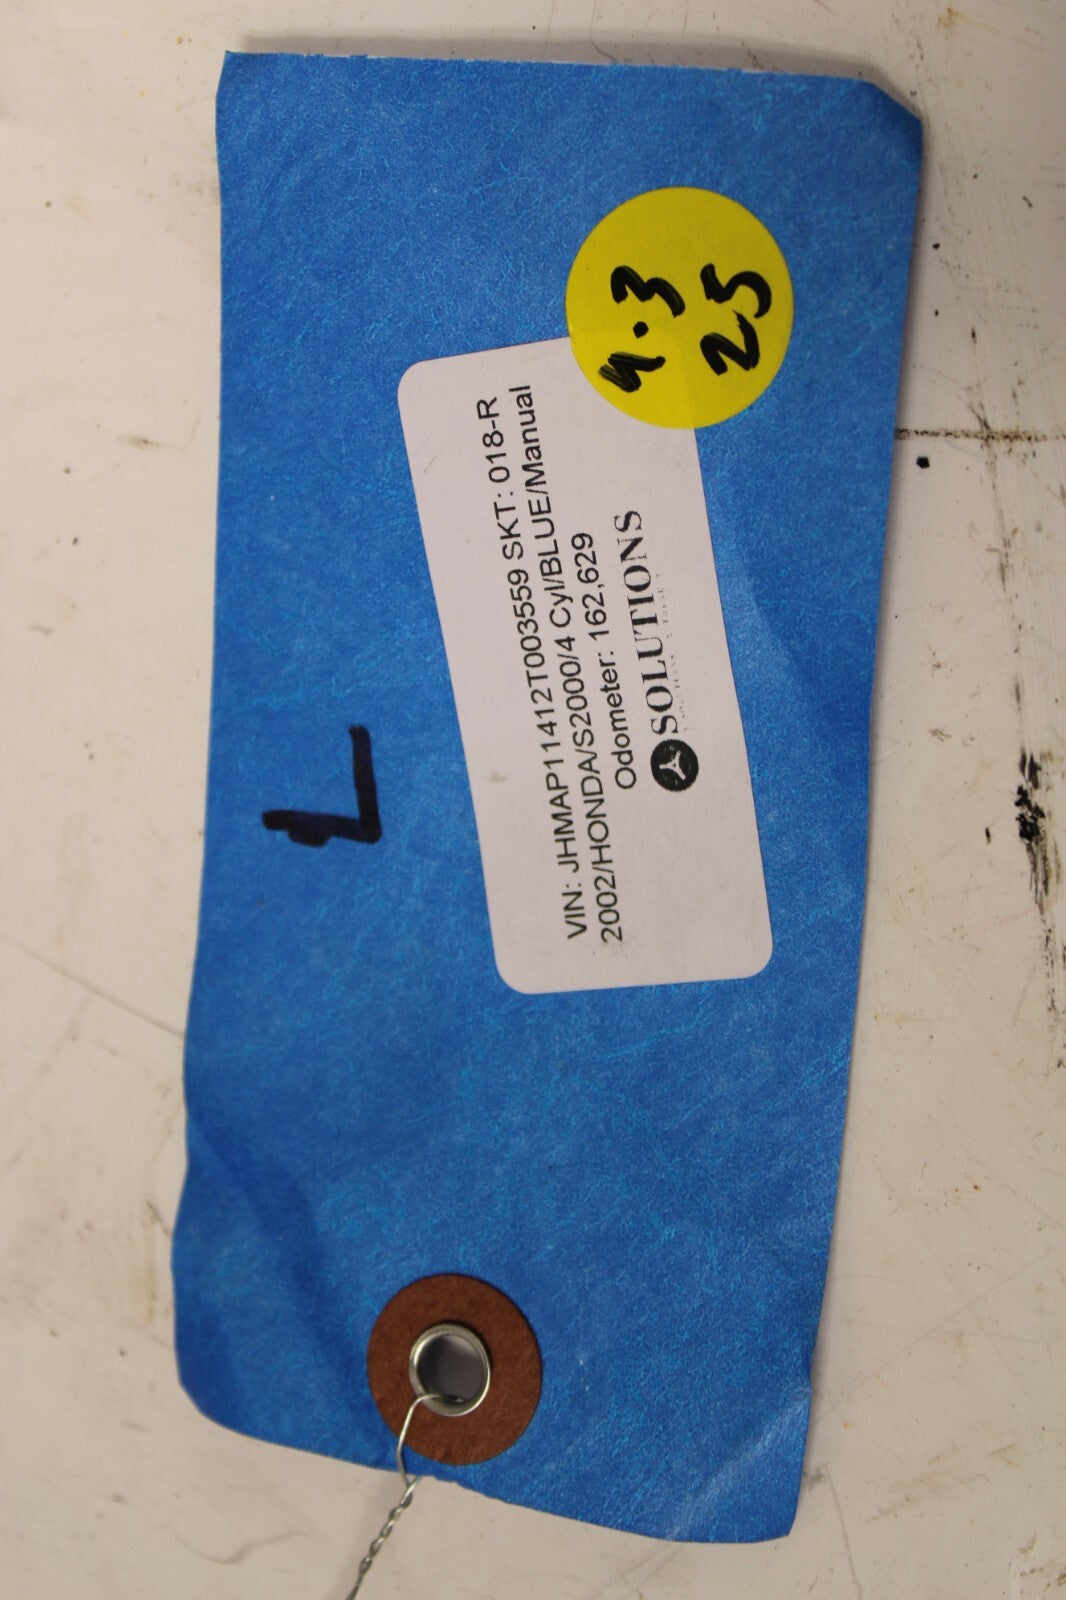 L
VIN: JHMAP11412T003559 SKT: 018-R
2002/HONDA/S2000/4 Cyl/BLUE/Manual
Odometer: 162,629
SOLUTIONS
4.3
25